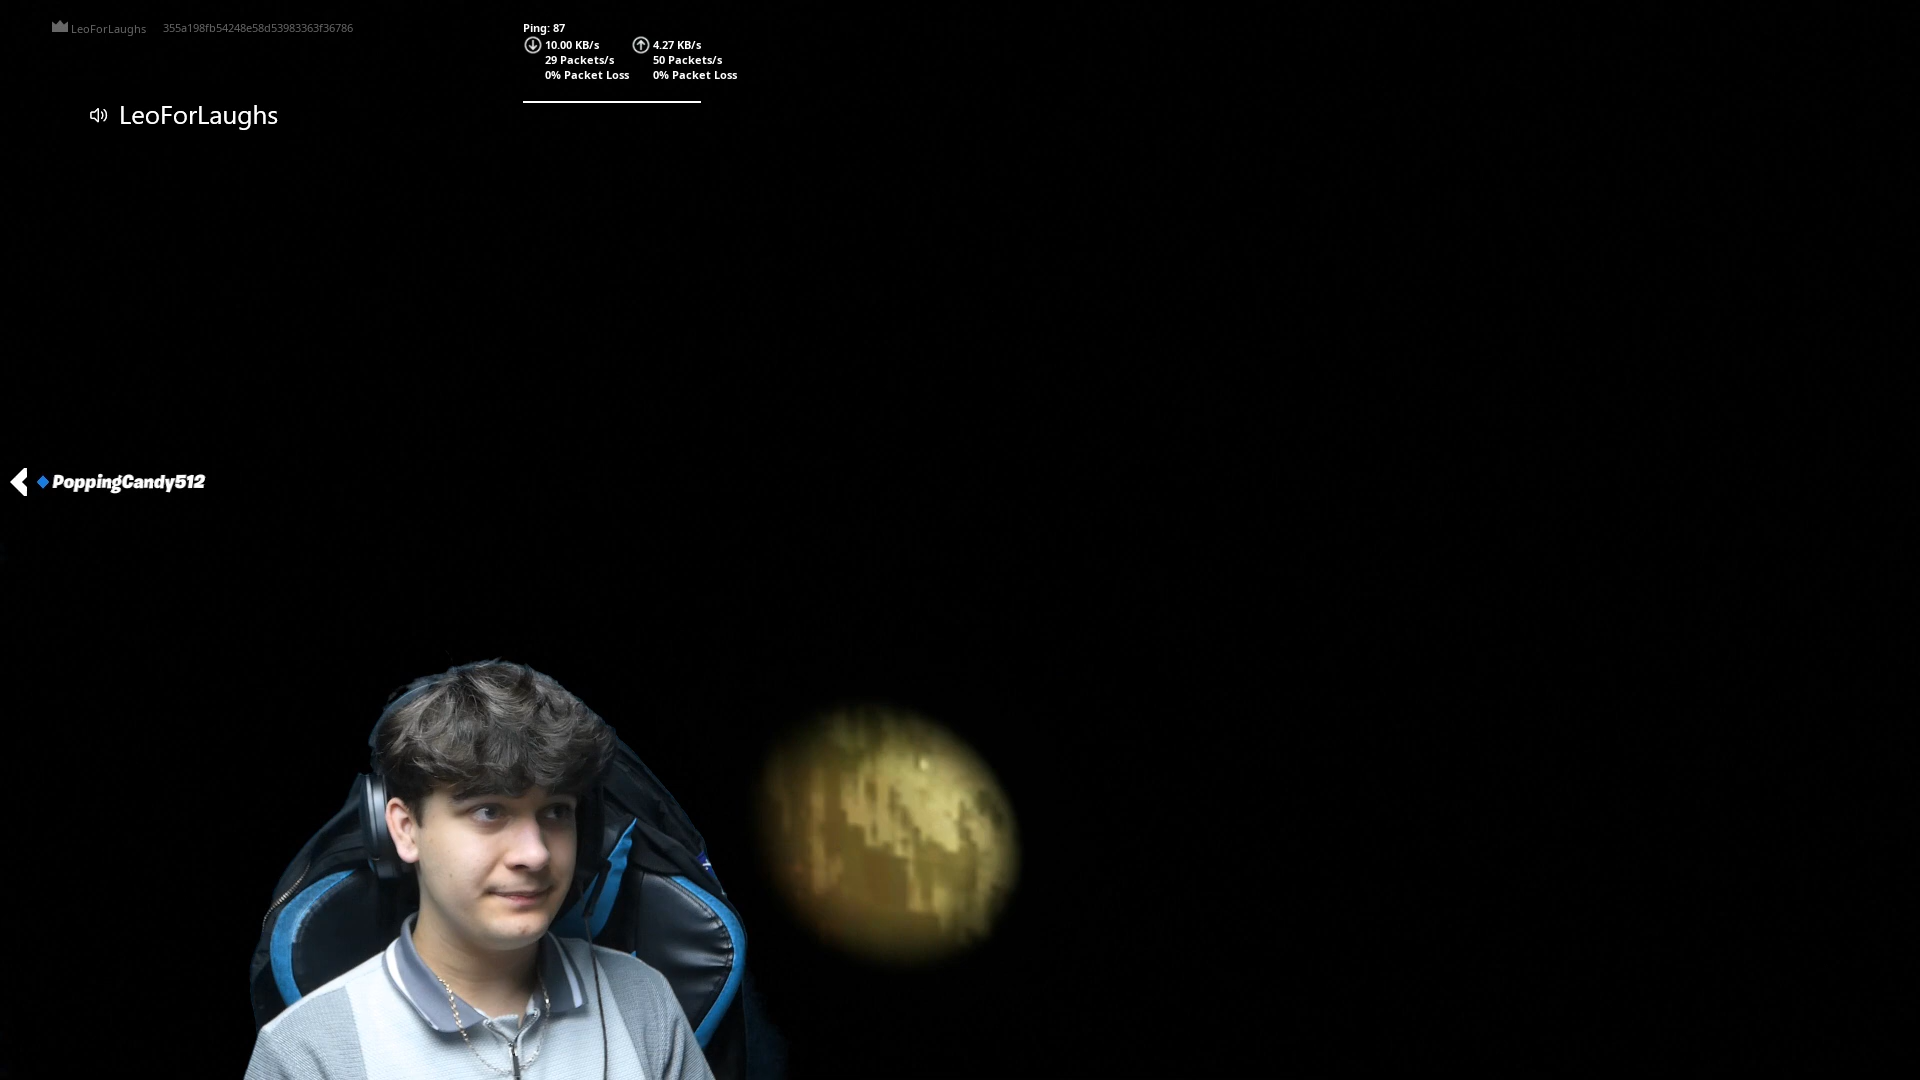 LeoForLaughs 355a198fb54248e58d53983363f36786
Ping: 87
10.00 KB/s 4.27 KB/s
29 Packets/s 50 Packets/s
0% Packet Loss 0% Packet Loss
LeoForLaughs
PoppingCandy512